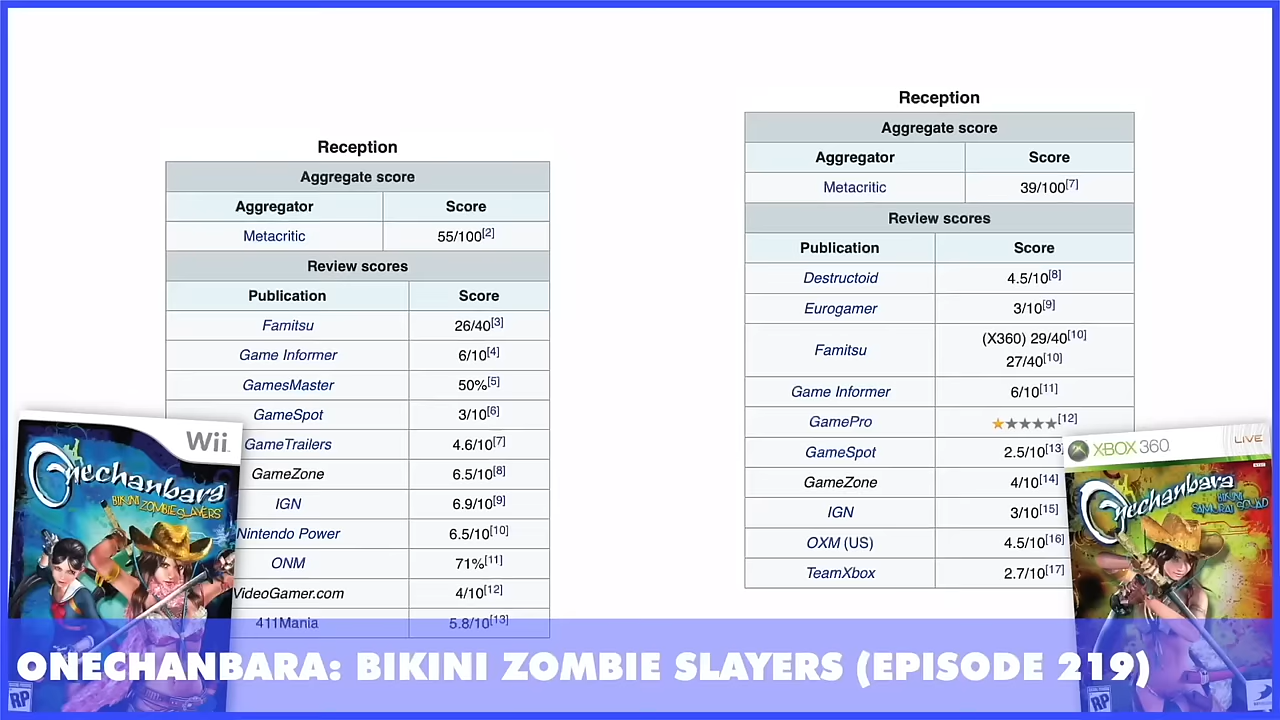 Reception
Aggregate score
Aggregator Score
Metacritic 55/100[2]
Review scores
Publication Score
Famitsu 26/40[3]
Game Informer 6/10[4]
GamesMaster 50%[5]
GameSpot 3/10[6]
GameTrailers 4.6/10[7]
GameZone 6.5/10[8]
IGN 6.9/10[9]
Nintendo Power 6.5/10[10]
ONM 71%[11]
VideoGamer.com 4/10[12]
411Mania 5.8/10[13]
Reception
Aggregate score
Aggregator Score
Metacritic 39/100[7]
Review scores
Publication Score
Destructoid 4.5/10[8]
Eurogamer 3/10[9]
Famitsu (X360) 29/40[10]
27/40[10]
Game Informer 6/10[11]
GamePro ★★★★★[12]
GameSpot 2.5/10[13]
GameZone 4/10[14]
IGN 3/10[15]
OXM (US) 4.5/10[16]
TeamXbox 2.7/10[17]
Wii
Onechanbara
BIKINI ZOMBIE SLAYERS
RP
XBOX 360 LIVE
Onechanbara
BIKINI
SAMURAI SQUAD
RP
ONECHANBARA: BIKINI ZOMBIE SLAYERS (EPISODE 219)